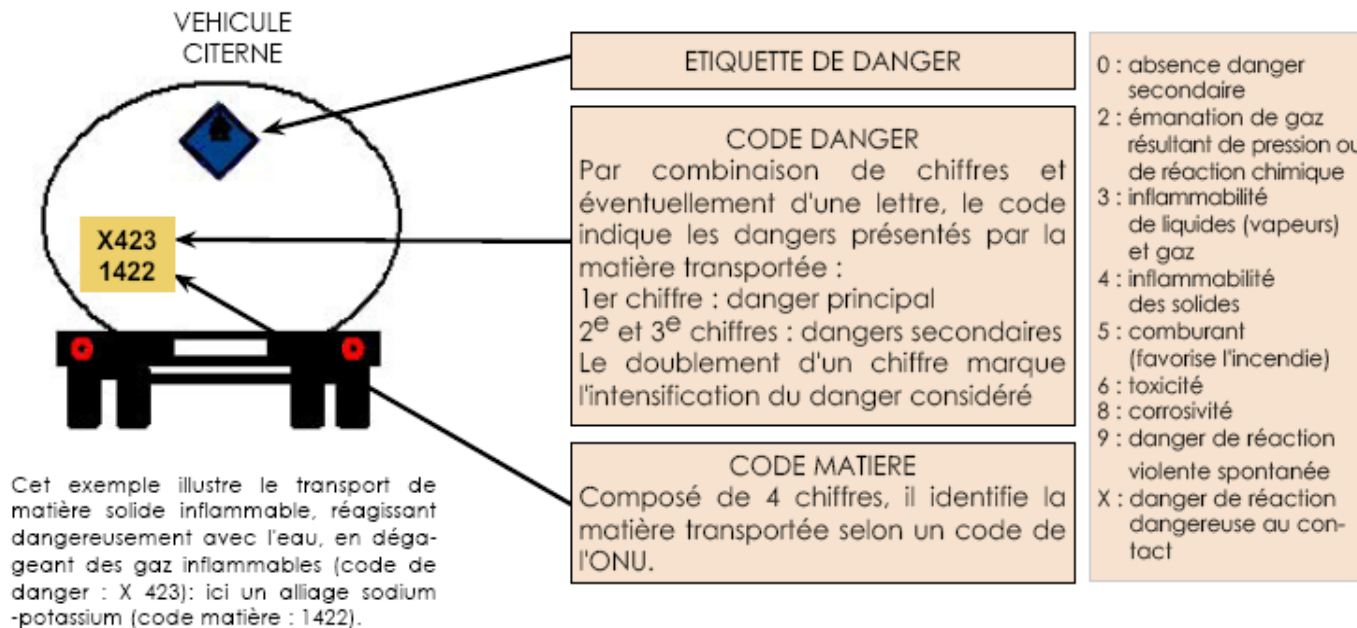 VEHICULE
CITERNE
X423
1422
Cet exemple illustre le transport de
matière solide inflammable, réagissant
dangereusement avec l'eau, en déga-
geant des gaz inflammables (code de
danger : X 423): ici un alliage sodium
-potassium (code matière : 1422).
ETIQUETTE DE DANGER
CODE DANGER
Par combinaison de chiffres et
éventuellement d'une lettre, le code
indique les dangers présentés par la
matière transportée :
1er chiffre : danger principal
2e et 3e chiffres : dangers secondaires
Le doublement d'un chiffre marque
l'intensification du danger considéré
CODE MATIERE
Composé de 4 chiffres, il identifie la
matière transportée selon un code de
l'ONU.
0 : absence danger
secondaire
2 : émanation de gaz
résultant de pression ou
de réaction chimique
3 : inflammabilité
de liquides (vapeurs)
et gaz
4 : inflammabilité
des solides
5 : comburant
(favorise l'incendie)
6 : toxicité
8 : corrosivité
9 : danger de réaction
violente spontanée
X : danger de réaction
dangereuse au con-
tact